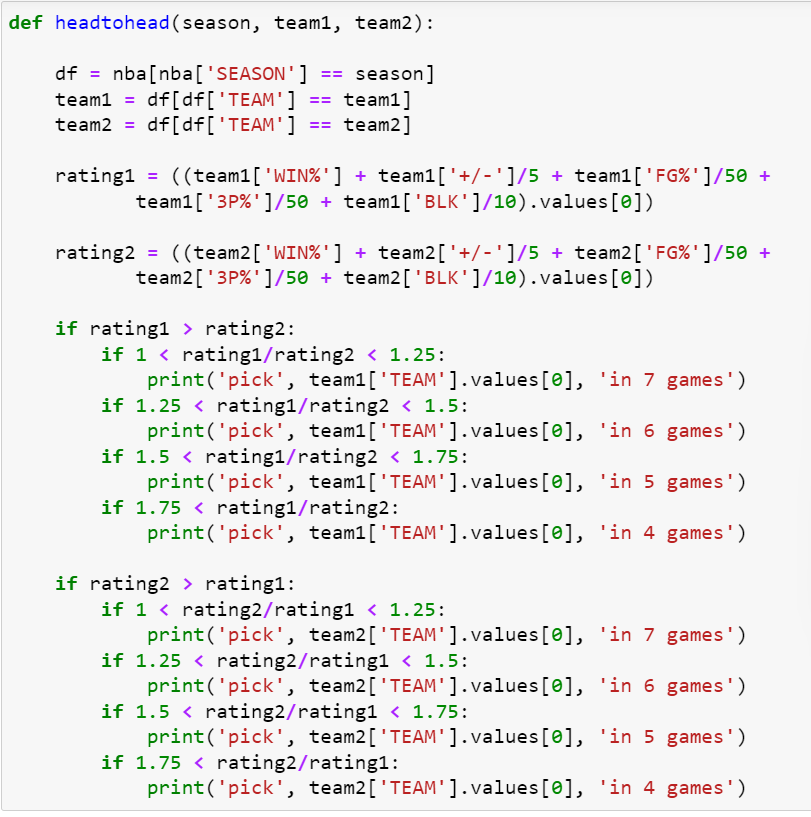 def headtohead(season, team1, team2):
    df = nba[nba['SEASON'] == season]
    team1 = df[df['TEAM'] == team1]
    team2 = df[df['TEAM'] == team2]
    rating1 = ((team1['WIN%'] + team1['+/-']/5 + team1['FG%']/50 +
           team1['3P%']/50 + team1['BLK']/10).values[0])
    rating2 = ((team2['WIN%'] + team2['+/-']/5 + team2['FG%']/50 +
           team2['3P%']/50 + team2['BLK']/10).values[0])
    if rating1 > rating2:
        if 1 < rating1/rating2 < 1.25:
            print('pick', team1['TEAM'].values[0], 'in 7 games')
        if 1.25 < rating1/rating2 < 1.5:
            print('pick', team1['TEAM'].values[0], 'in 6 games')
        if 1.5 < rating1/rating2 < 1.75:
            print('pick', team1['TEAM'].values[0], 'in 5 games')
        if 1.75 < rating1/rating2:
            print('pick', team1['TEAM'].values[0], 'in 4 games')
    if rating2 > rating1:
        if 1 < rating2/rating1 < 1.25:
            print('pick', team2['TEAM'].values[0], 'in 7 games')
        if 1.25 < rating2/rating1 < 1.5:
            print('pick', team2['TEAM'].values[0], 'in 6 games')
        if 1.5 < rating2/rating1 < 1.75:
            print('pick', team2['TEAM'].values[0], 'in 5 games')
        if 1.75 < rating2/rating1:
            print('pick', team2['TEAM'].values[0], 'in 4 games')